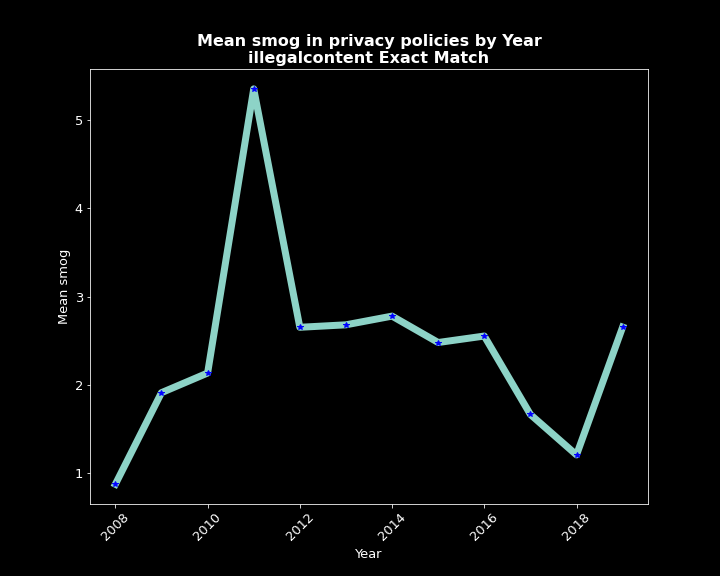 Mean smog in privacy policies by Year
illegalcontent Exact Match
5
4
3
2
1
Mean smog
2008
2010
2012
2014
2016
2018
Year